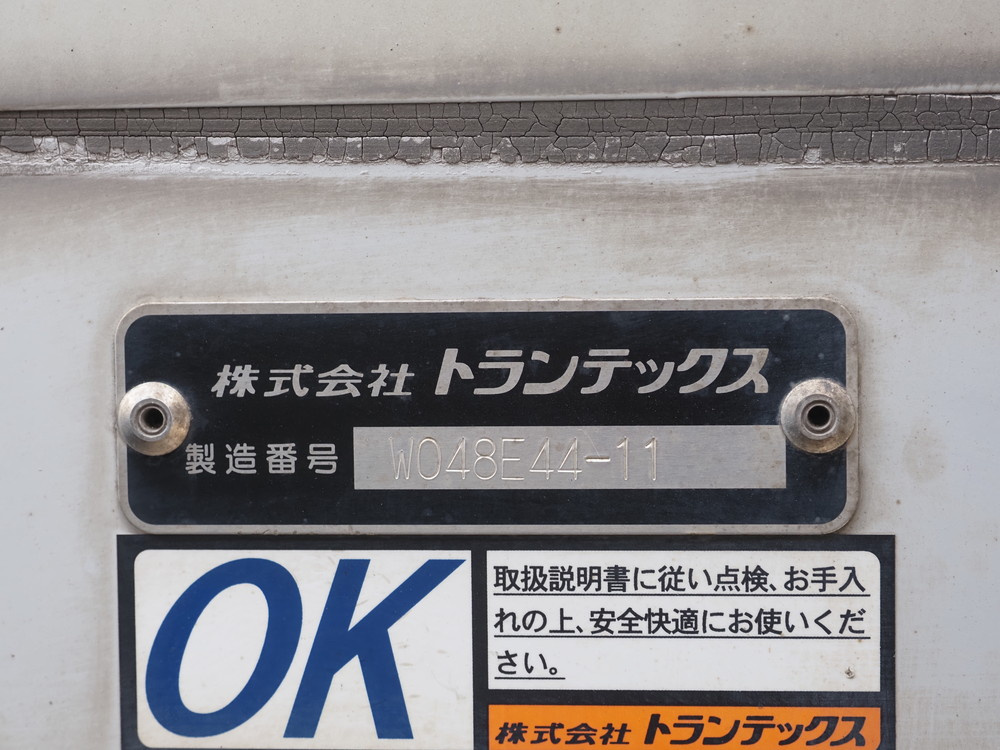 株式会社 トランテックス
製造番号 W048E44-11
OK
取扱説明書に従い点検、お手入
れの上、安全快適にお使いくだ
さい。
株式会社 トランテックス